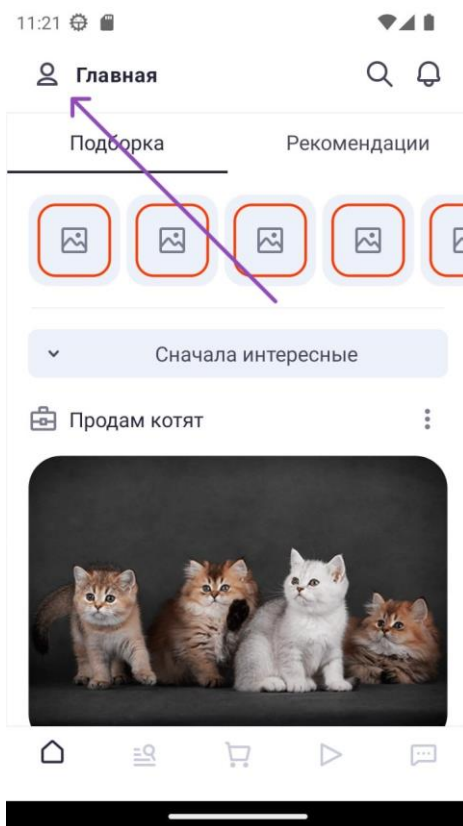 11:21
Главная
Подборка Рекомендации
Сначала интересные
Продам котят